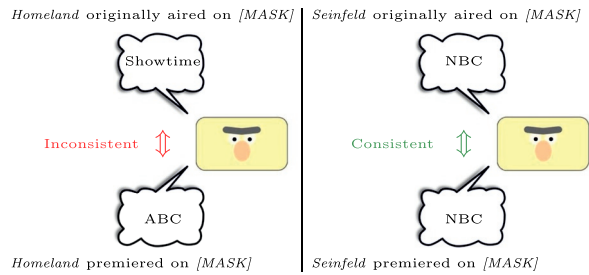 Homeland originally aired on [MASK]
Showtime
Inconsistent
ABC
Homeland premiered on [MASK]
Seinfeld originally aired on [MASK]
NBC
Consistent
NBC
Seinfeld premiered on [MASK]